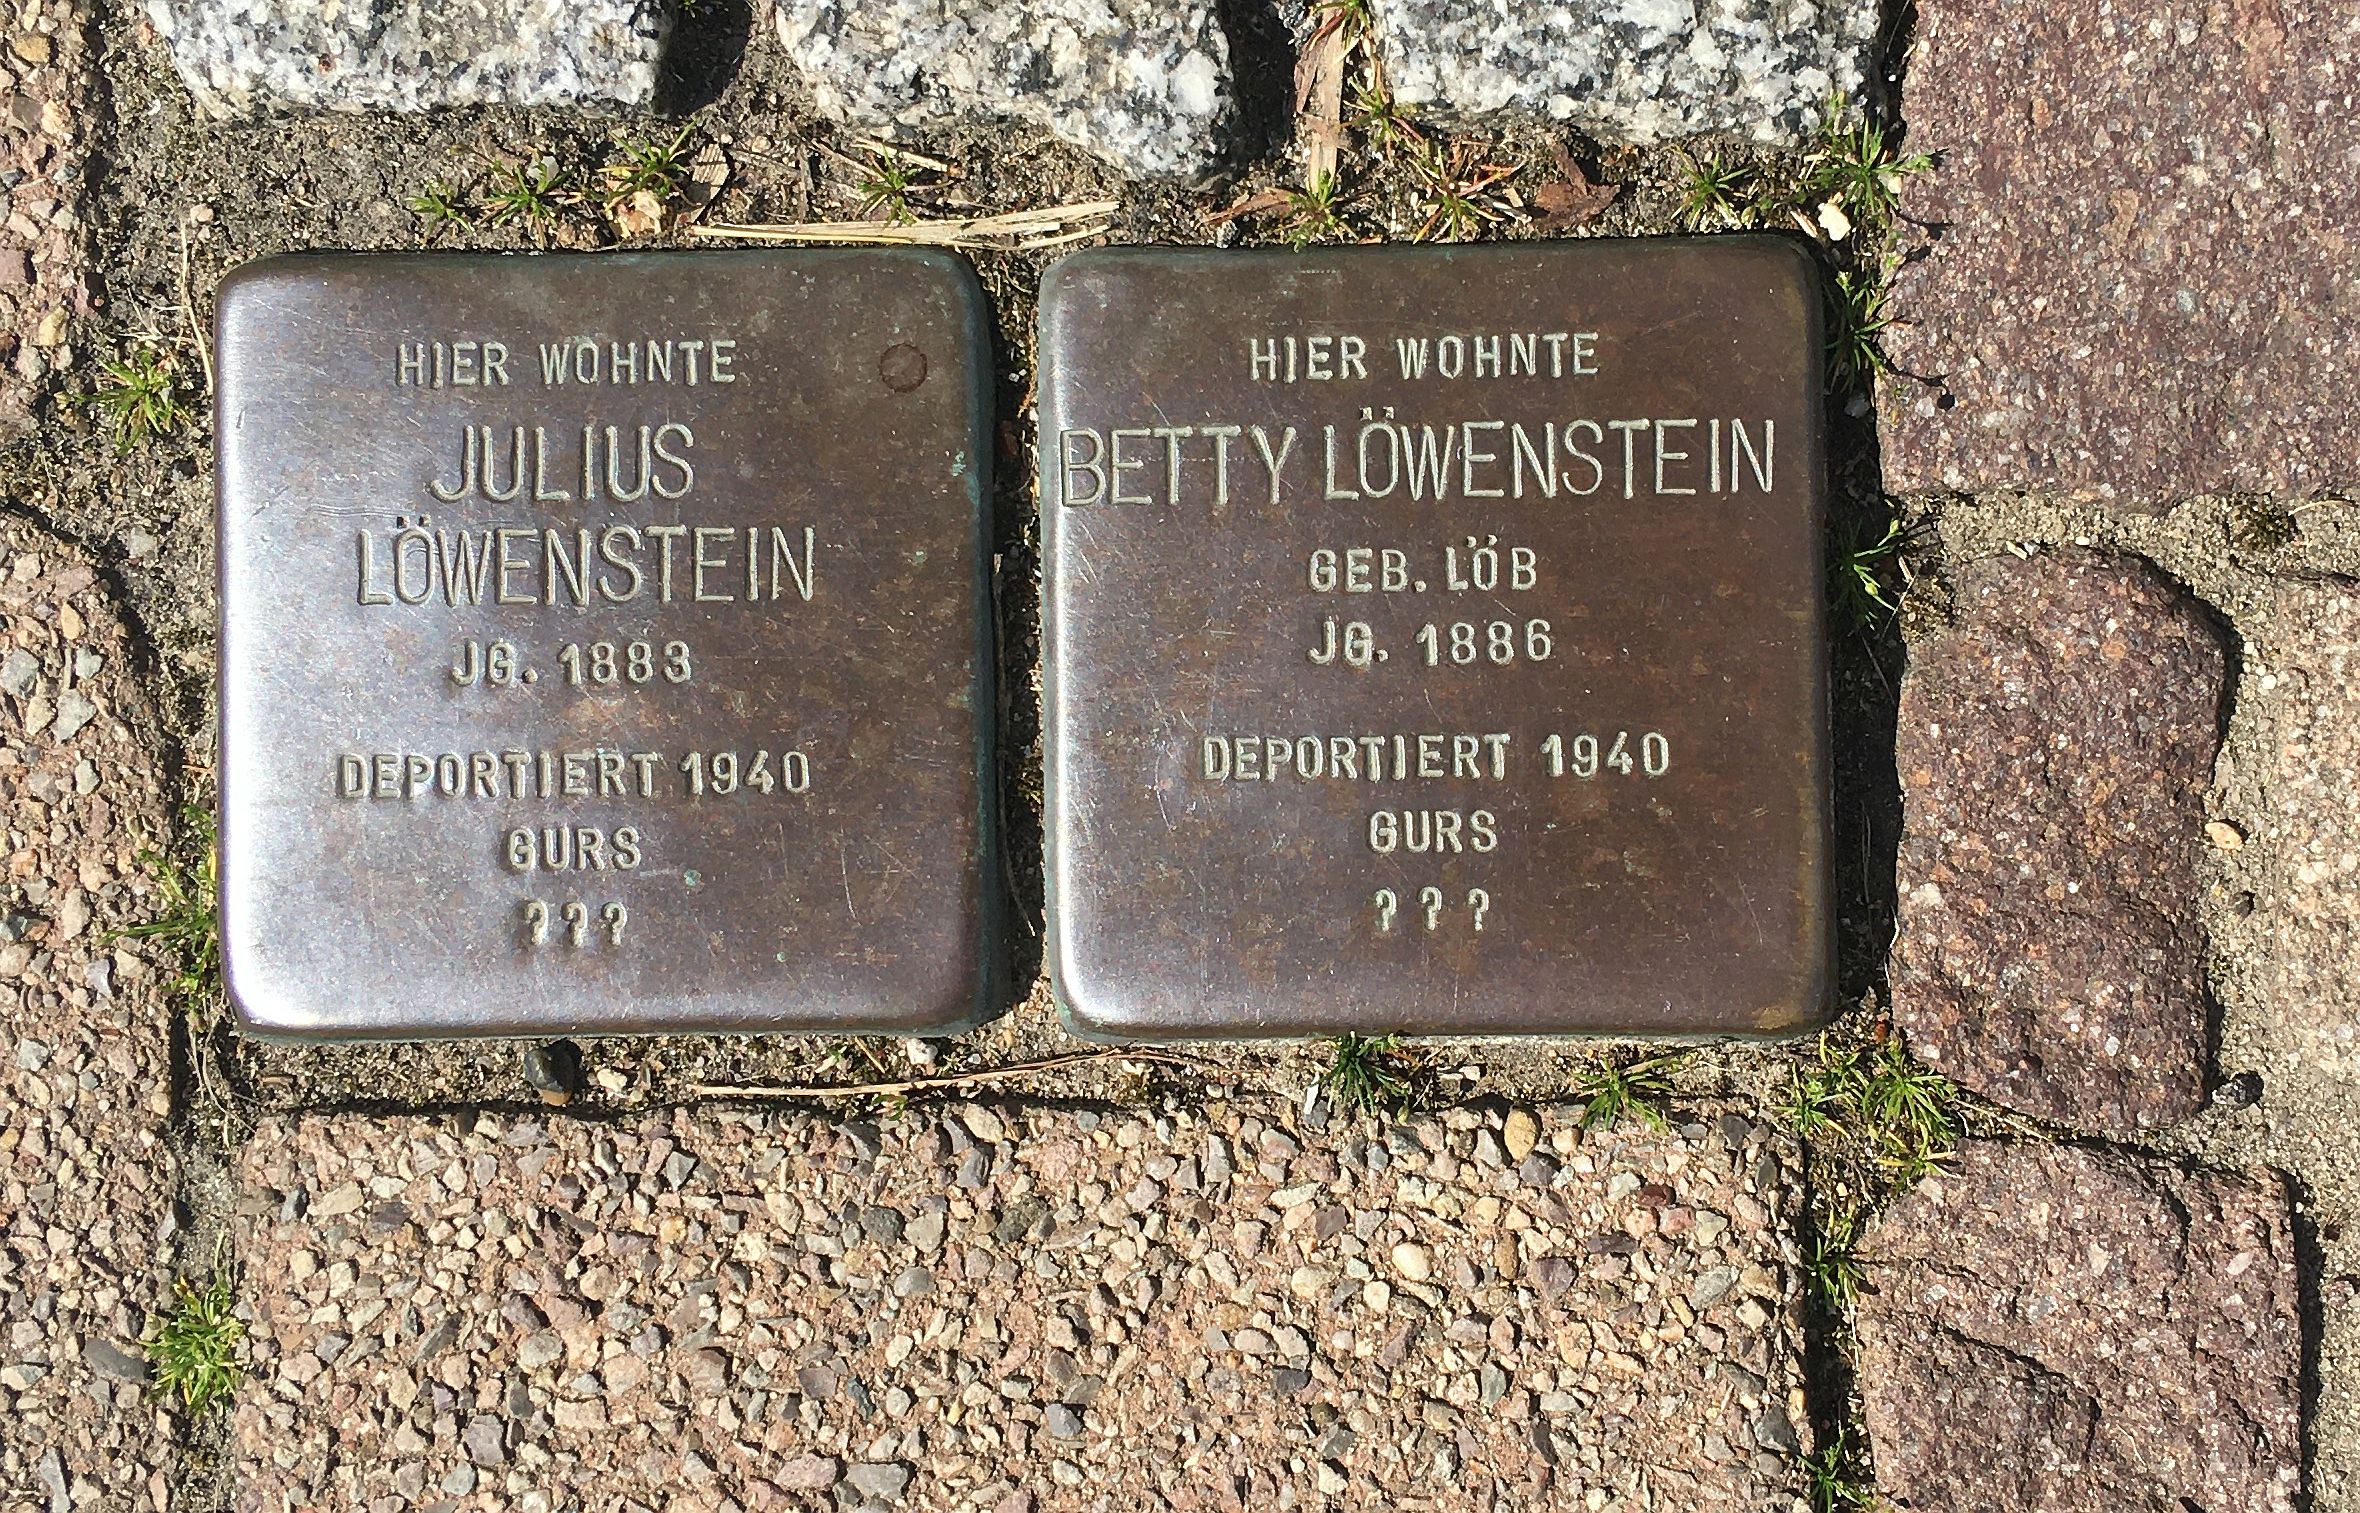 HIER WOHNTE
JULIUS
LÖWENSTEIN
JG. 1883
DEPORTIERT 1940
GURS
???
HIER WOHNTE
BETTY LÖWENSTEIN
GEB. LÖB
JG. 1886
DEPORTIERT 1940
GURS
???